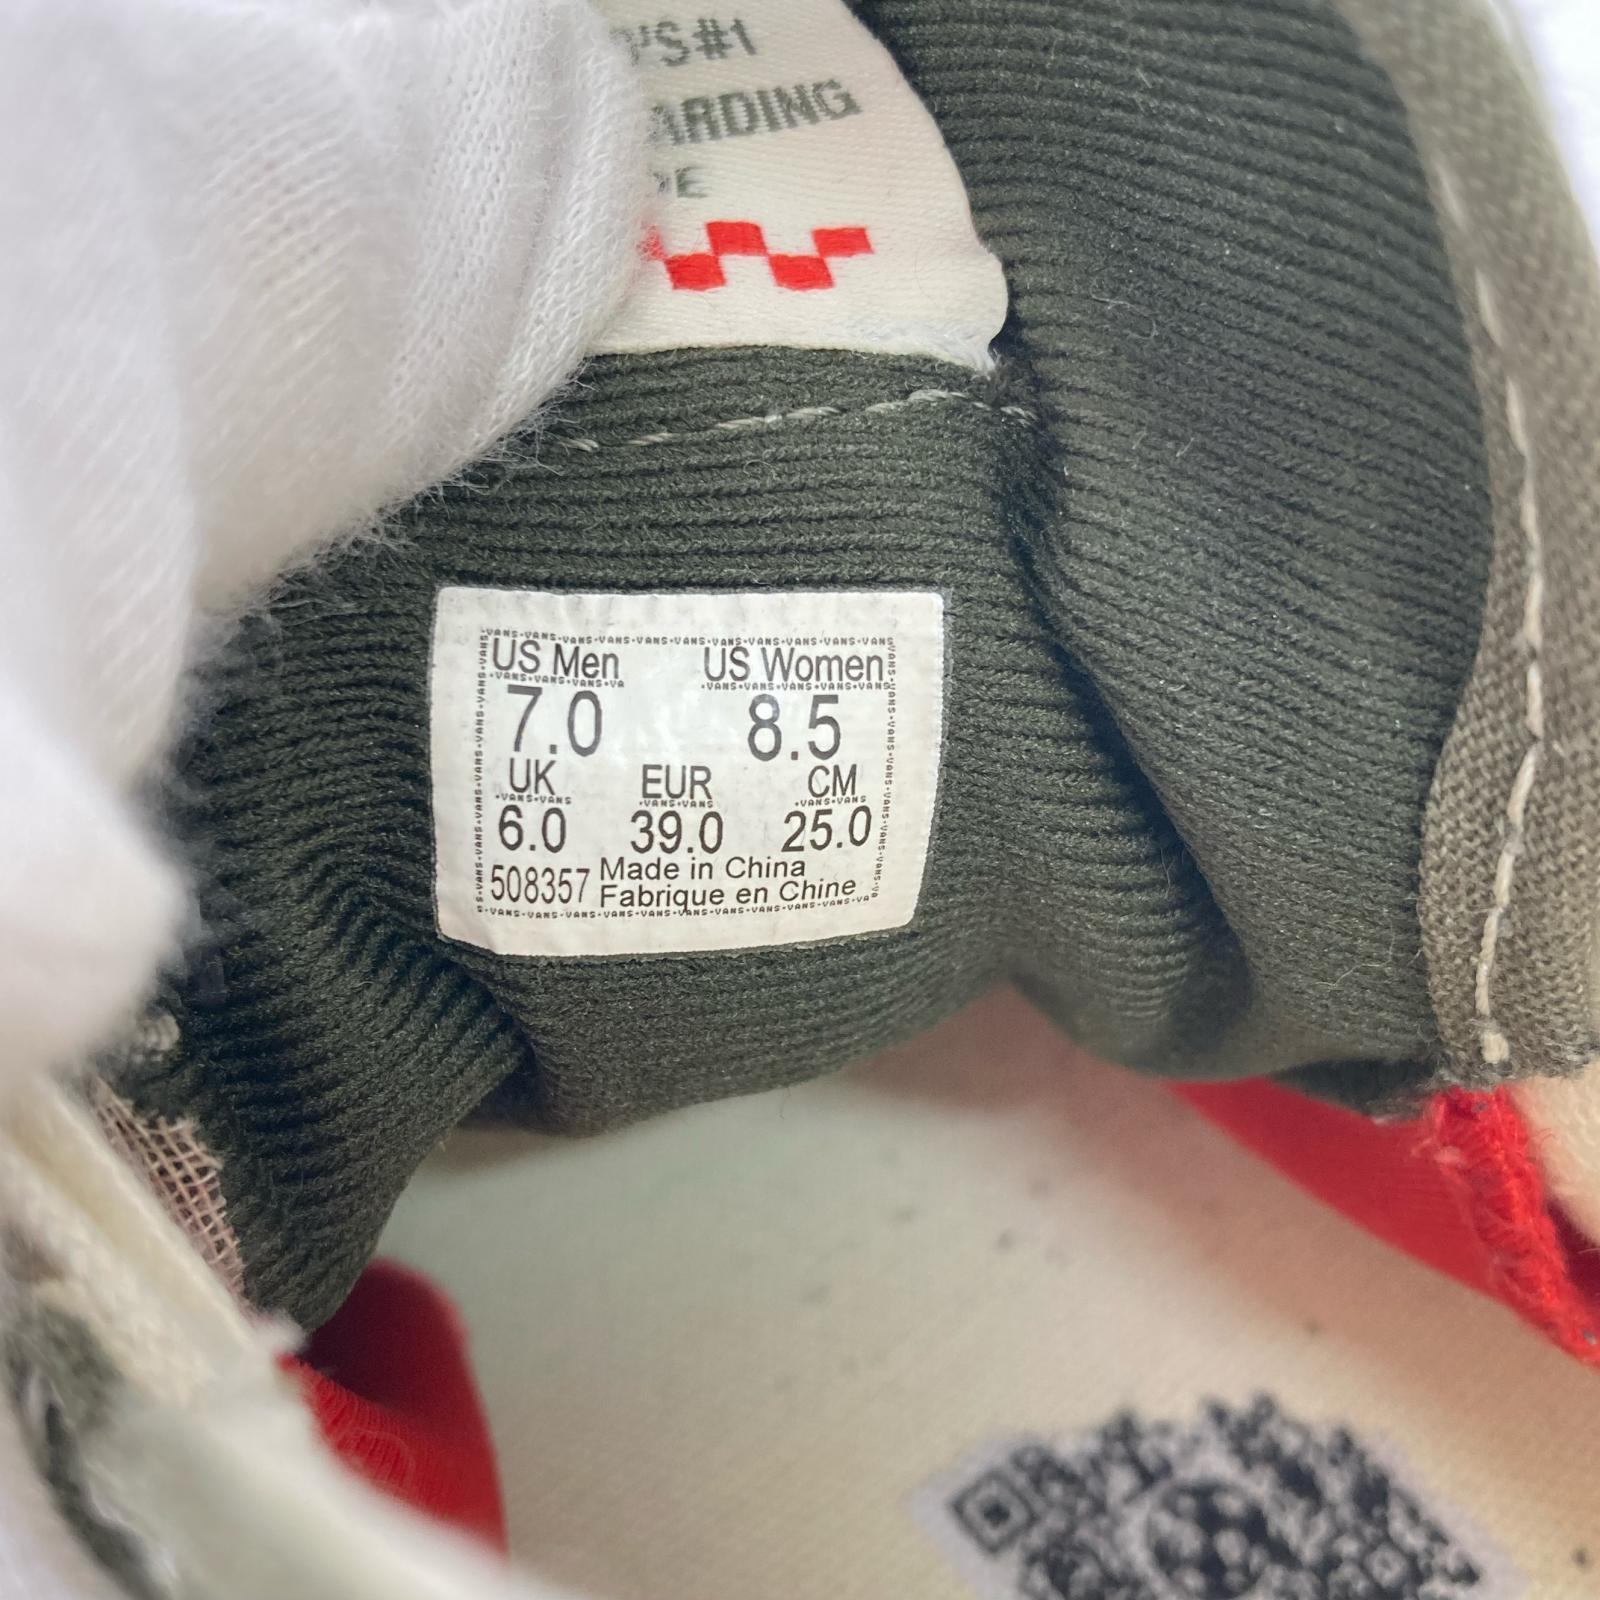 'S #1
ARDING
US Men US Women
7.0 8.5
UK EUR CM
6.0 39.0 25.0
508357 Made in China
Fabrique en Chine